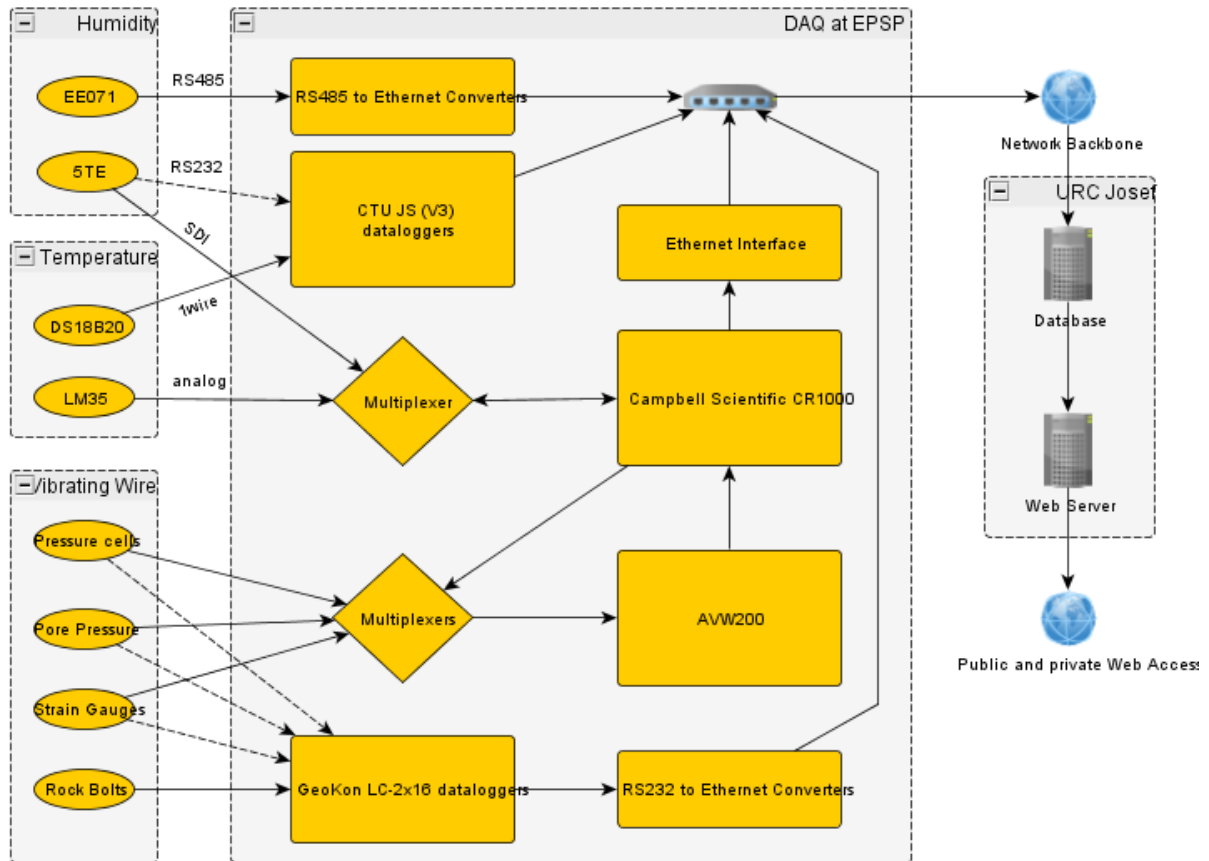 Humidity
EE071
5TE
Temperature
DS18B20
LM35
Vibrating Wire
Pressure cells
Pore Pressure
Strain Gauges
Rock Bolts
RS485
RS232
SDI
1wire
analog
DAQ at EPSP
RS485 to Ethernet Converters
CTU JS (V3)
dataloggers
Ethernet Interface
Multiplexer
Campbell Scientific CR1000
Multiplexers
AVW200
GeoKon LC-2x16 dataloggers
RS232 to Ethernet Converters
Network Backbone
URC Josef
Database
Web Server
Public and private Web Access